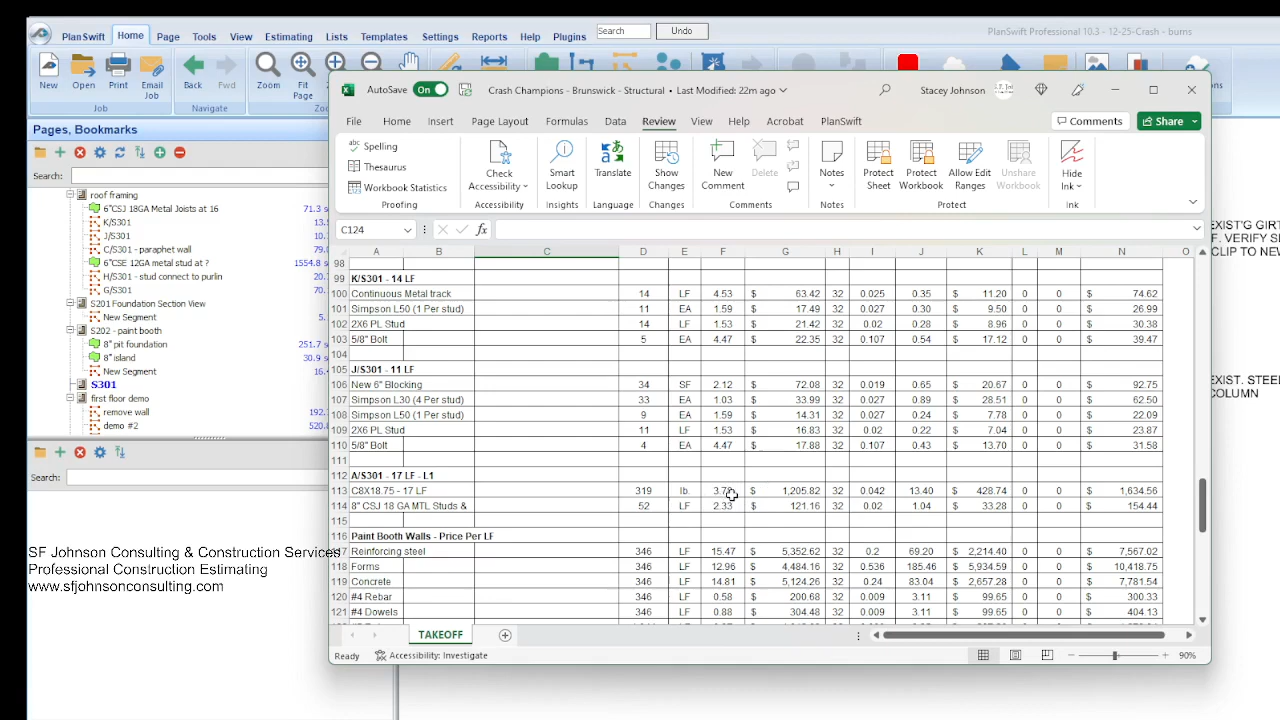 PlanSwift Home Page Tools View Estimating Lists Templates Settings Reports Help Plugins Search Undo PlanSwift Professional 10.3 - 12-25-Crash - burns
New Open Print Email Job Back Fwd Zoom Fit Page
Job Navigate
Pages, Bookmarks
Search:
roof framing
6"CSJ 18GA Metal Joists at 16 71.3 s
K/S301
J/S301
C/S301 - paraphet wall 79.
6"CSE 12GA metal stud at ? 1554.8 s
H/S301 - stud connect to purlin
G/S301
S201 Foundation Section View
New Segment
S202 - paint booth
8" pit foundation 251.7 s
8" island 30.9 s
New Segment
S301
first floor demo
remove wall 192.
demo #2 520.
Search:
SF Johnson Consulting & Construction Services
Professional Construction Estimating
www.sfjohnsonconsulting.com
AutoSave On Crash Champions - Brunswick - Structural • Last Modified: 22m ago Stacey Johnson
File Home Insert Page Layout Formulas Data Review View Help Acrobat PlanSwift Comments Share
Spelling
Thesaurus
Workbook Statistics
Proofing
Check Accessibility
Accessibility
Smart Lookup
Insights
Translate
Language
Show Changes
Changes
New Comment
Delete
Comments
Notes
Notes
Protect Sheet
Protect Workbook
Allow Edit Ranges
Unshare Workbook
Protect
Hide Ink
Ink
C124 fx
A B C D E F G H I J K L M N O
98
99 K/S301 - 14 LF
100 Continuous Metal track 14 LF 4.53 $ 63.42 32 0.025 0.35 $ 11.20 0 0 $ 74.62
101 Simpson L50 (1 Per stud) 11 EA 1.59 $ 17.49 32 0.027 0.30 $ 9.50 0 0 $ 26.99
102 2X6 PL Stud 14 LF 1.53 $ 21.42 32 0.02 0.28 $ 8.96 0 0 $ 30.38
103 5/8" Bolt 5 EA 4.47 $ 22.35 32 0.107 0.54 $ 17.12 0 0 $ 39.47
104
105 J/S301 - 11 LF
106 New 6" Blocking 34 SF 2.12 $ 72.08 32 0.019 0.65 $ 20.67 0 0 $ 92.75
107 Simpson L30 (4 Per stud) 33 EA 1.03 $ 33.99 32 0.027 0.89 $ 28.51 0 0 $ 62.50
108 Simpson L50 (1 Per stud) 9 EA 1.59 $ 14.31 32 0.027 0.24 $ 7.78 0 0 $ 22.09
109 2X6 PL Stud 11 LF 1.53 $ 16.83 32 0.02 0.22 $ 7.04 0 0 $ 23.87
110 5/8" Bolt 4 EA 4.47 $ 17.88 32 0.107 0.43 $ 13.70 0 0 $ 31.58
111
112 A/S301 - 17 LF - L1
113 C8X18.75 - 17 LF 319 lb. $ 1,205.82 32 0.042 13.40 $ 428.74 0 0 $ 1,634.56
114 8" CSJ 18 GA MTL Studs & 52 LF 2.33 $ 121.16 32 0.02 1.04 $ 33.28 0 0 $ 154.44
115
116 Paint Booth Walls - Price Per LF
117 Reinforcing steel 346 LF 15.47 $ 5,352.62 32 0.2 69.20 $ 2,214.40 0 0 $ 7,567.02
118 Forms 346 LF 12.96 $ 4,484.16 32 0.536 185.46 $ 5,934.59 0 0 $ 10,418.75
119 Concrete 346 LF 14.81 $ 5,124.26 32 0.24 83.04 $ 2,657.28 0 0 $ 7,781.54
120 #4 Rebar 346 LF 0.58 $ 200.68 32 0.009 3.11 $ 99.65 0 0 $ 300.33
121 #4 Dowels 346 LF 0.88 $ 304.48 32 0.009 3.11 $ 99.65 0 0 $ 404.13
TAKEOFF
Ready Accessibility: Investigate 90%
EXIST'G GIRT
F. VERIFY S
CLIP TO NEW
EXIST. STEE
COLUMN